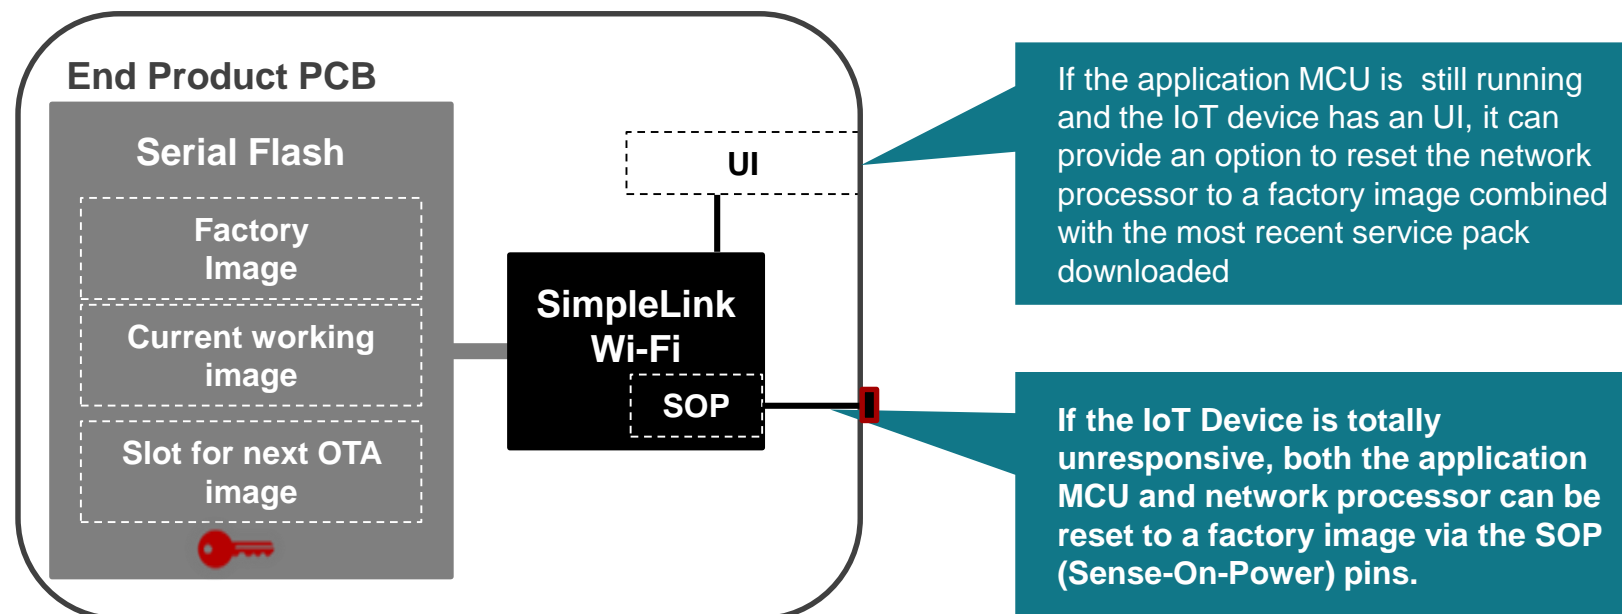 End Product PCB
Serial Flash
Factory
Image
Current working
image
Slot for next OTA
image
UI
SimpleLink
Wi-Fi
SOP
If the application MCU is  still running
and the IoT device has an UI, it can
provide an option to reset the network
processor to a factory image combined
with the most recent service pack
downloaded
If the IoT Device is totally
unresponsive, both the application
MCU and network processor can be
reset to a factory image via the SOP
(Sense-On-Power) pins.